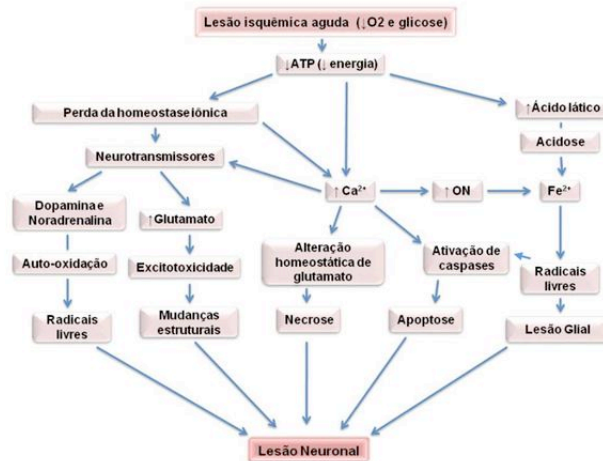 Lesão isquêmica aguda (↓O2 e glicose)
↓ATP (↓ energia)
Perda da homeostase iônica
↑Ácido lático
Neurotransmissores
Acidose
Dopamina e
Noradrenalina
↑Glutamato
↑ Ca²⁺
↑ ON
Fe²⁺
Auto-oxidação
Excitotoxicidade
Alteração
homeostática de
glutamato
Ativação de
caspases
Radicais
livres
Radicais
livres
Mudanças
estruturais
Necrose
Apoptose
Lesão Glial
Lesão Neuronal